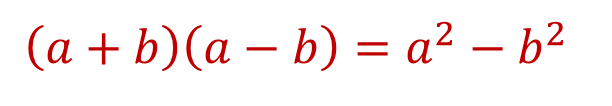 (a + b)(a − b) = a² − b²